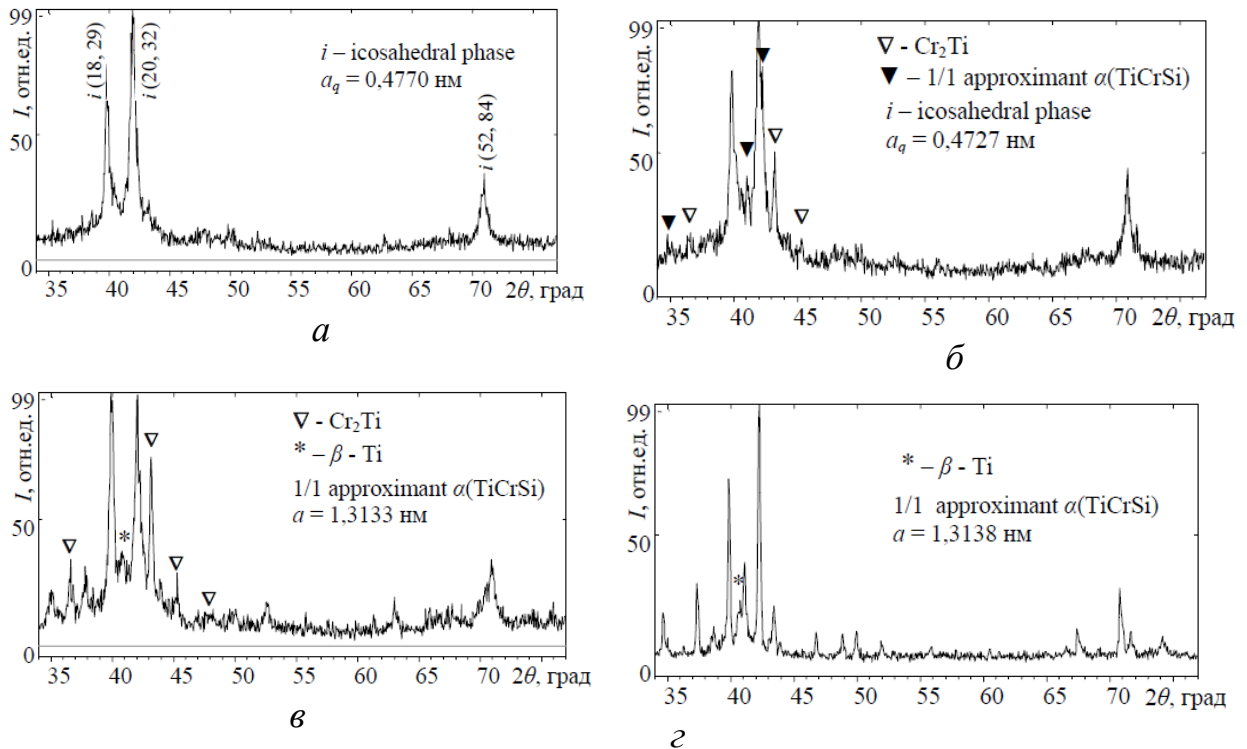 99
I, отн.ед.
50
0
i (18, 29)
i (20, 32)
i – icosahedral phase
a_q = 0,4770 нм
i (52, 84)
35 40 45 50 55 60 65 70 2θ, град
а
99
I, отн.ед.
50
0
∇ - Cr₂Ti
▼ – 1/1 approximant α(TiCrSi)
i – icosahedral phase
a_q = 0,4727 нм
35 40 45 50 55 60 65 70 2θ, град
б
99
I, отн.ед.
50
0
∇ - Cr₂Ti
* – β - Ti
1/1 approximant α(TiCrSi)
a = 1,3133 нм
*
35 40 45 50 55 60 65 70 2θ, град
в
99
I, отн.ед.
50
0
* – β - Ti
1/1 approximant α(TiCrSi)
a = 1,3138 нм
*
35 40 45 50 55 60 65 70 2θ, град
г